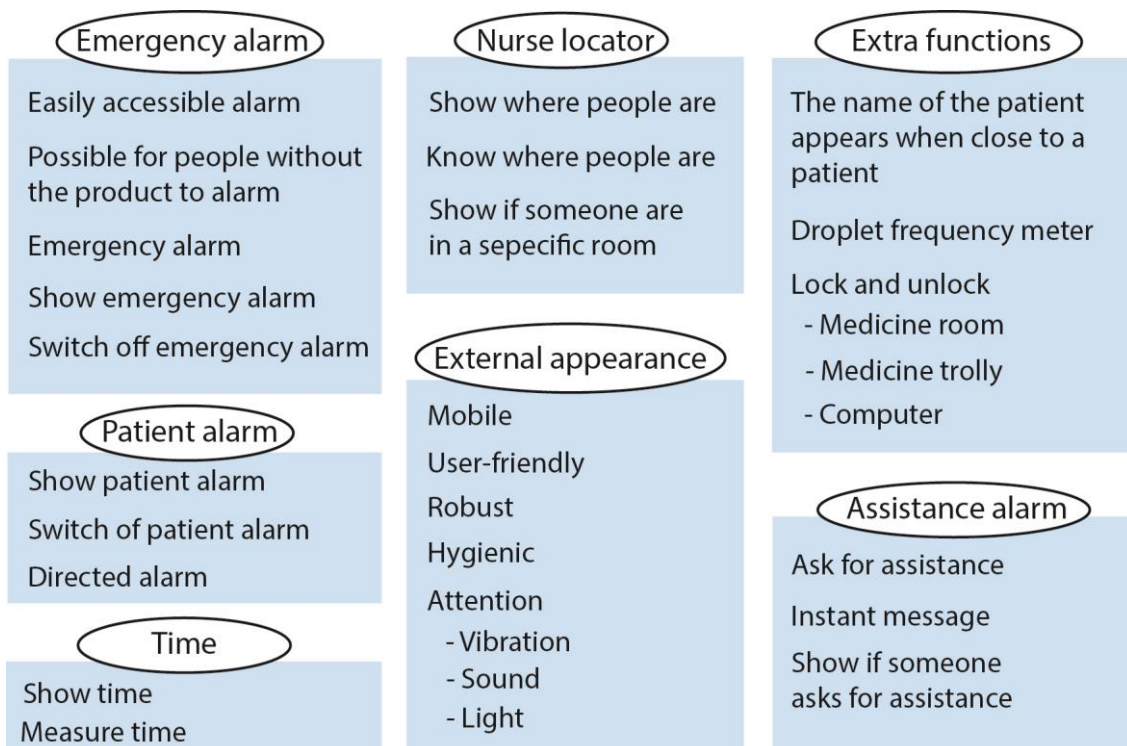 Emergency alarm
Easily accessible alarm
Possible for people without
the product to alarm
Emergency alarm
Show emergency alarm
Switch off emergency alarm
Patient alarm
Show patient alarm
Switch of patient alarm
Directed alarm
Time
Show time
Measure time
Nurse locator
Show where people are
Know where people are
Show if someone are
in a sepecific room
External appearance
Mobile
User-friendly
Robust
Hygienic
Attention
- Vibration
- Sound
- Light
Extra functions
The name of the patient
appears when close to a
patient
Droplet frequency meter
Lock and unlock
- Medicine room
- Medicine trolly
- Computer
Assistance alarm
Ask for assistance
Instant message
Show if someone
asks for assistance